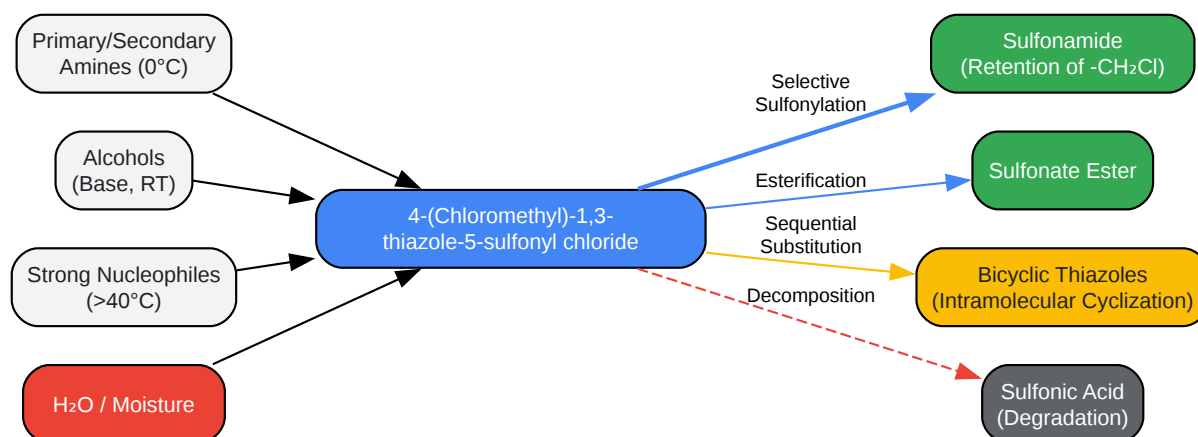 Primary/Secondary
Amines (0°C)
Alcohols
(Base, RT)
Strong Nucleophiles
(>40°C)
H₂O / Moisture
4-(Chloromethyl)-1,3-
thiazole-5-sulfonyl chloride
Selective
Sulfonylation
Esterification
Sequential
Substitution
Decomposition
Sulfonamide
(Retention of -CH₂Cl)
Sulfonate Ester
Bicyclic Thiazoles
(Intramolecular Cyclization)
Sulfonic Acid
(Degradation)